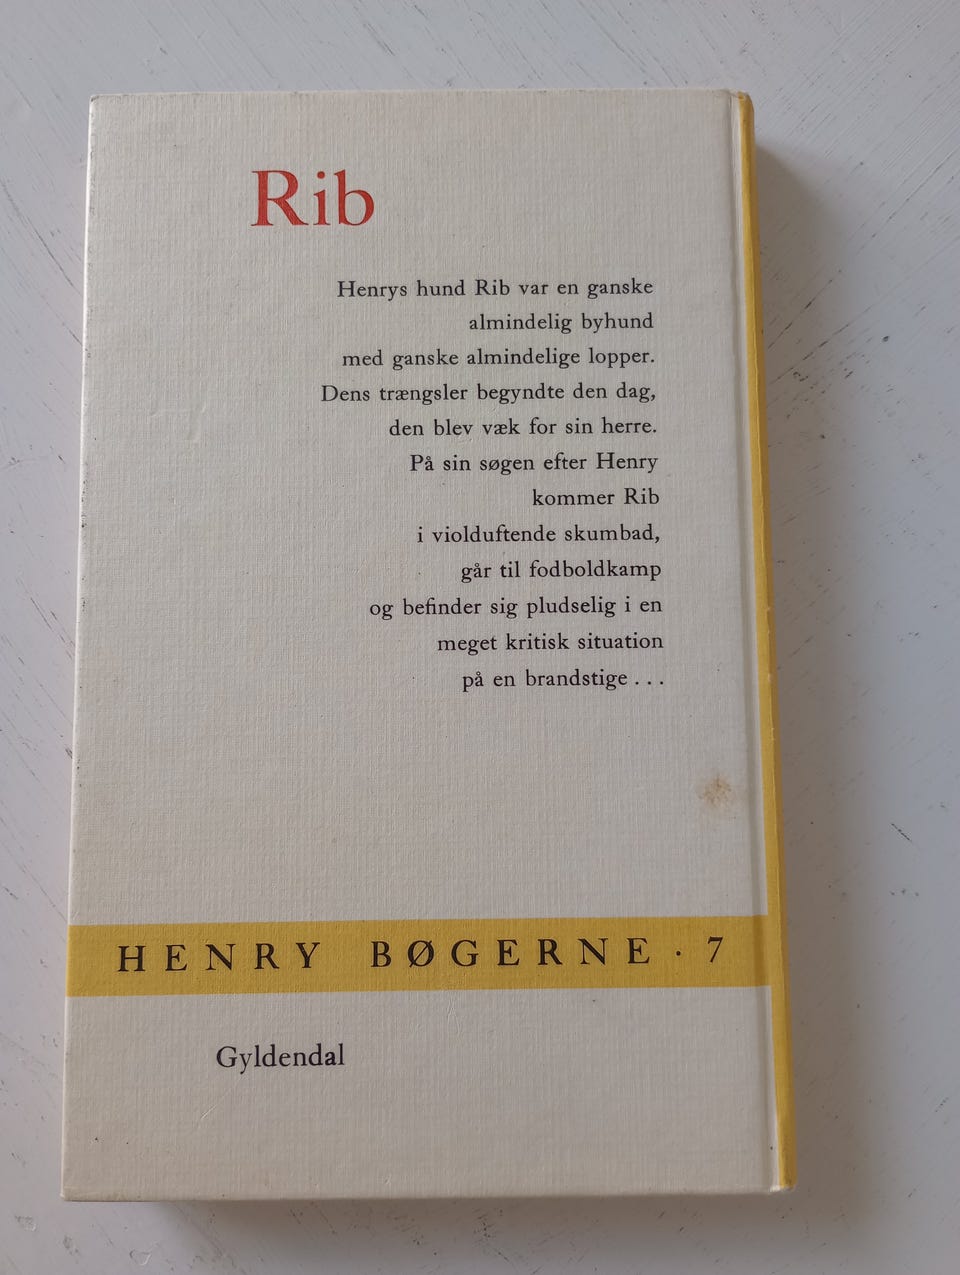 Rib
Henrys hund Rib var en ganske
almindelig byhund
med ganske almindelige lopper.
Dens trængsler begyndte den dag,
den blev væk for sin herre.
På sin søgen efter Henry
kommer Rib
i violduftende skumbad,
går til fodboldkamp
og befinder sig pludselig i en
meget kritisk situation
på en brandstige . . .
HENRY BØGERNE · 7
Gyldendal